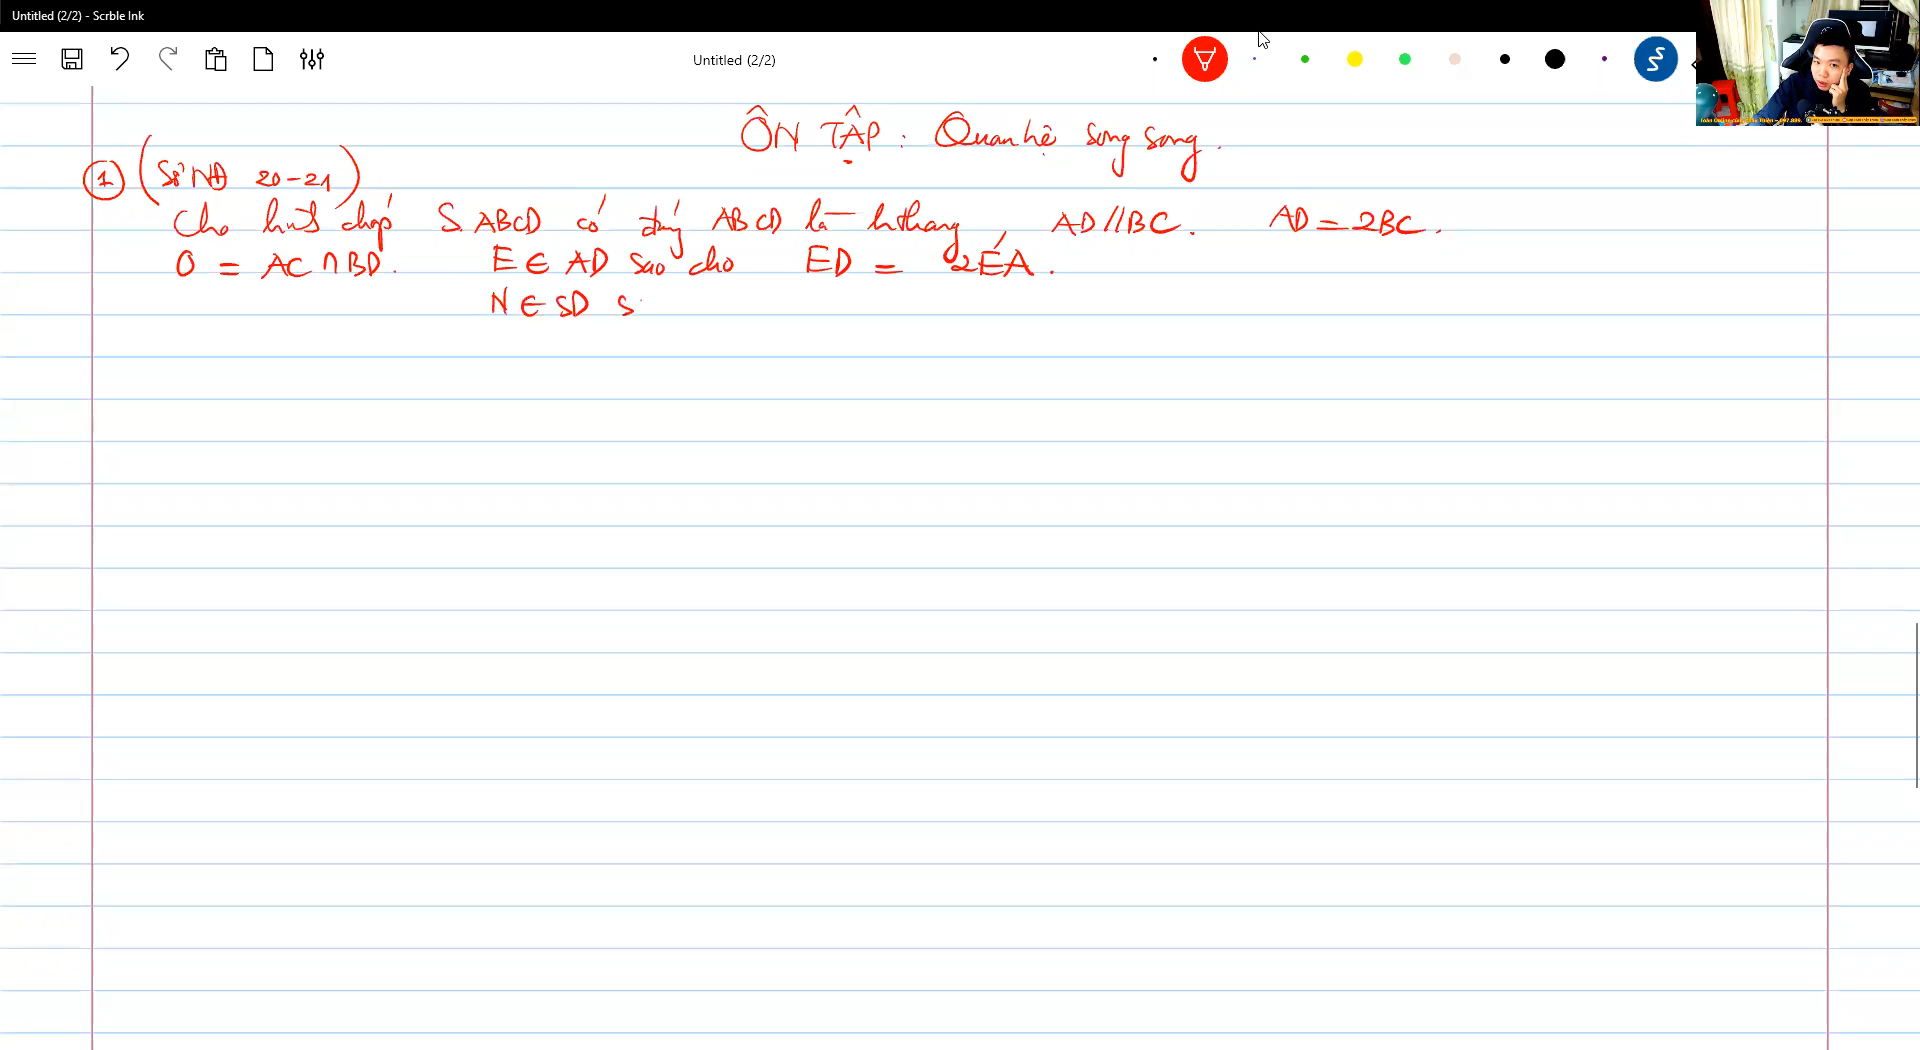 Untitled (2/2) - Scrble Ink
Untitled (2/2)
ÔN TẬP : Quan hệ song song.
1 (Sở NĐ 20-21)
Cho hình chóp S.ABCD có đáy ABCD là hthang, AD//BC. AD = 2BC.
O = AC ∩ BD. E ∈ AD sao cho ED = 2EA.
N ∈ SD s